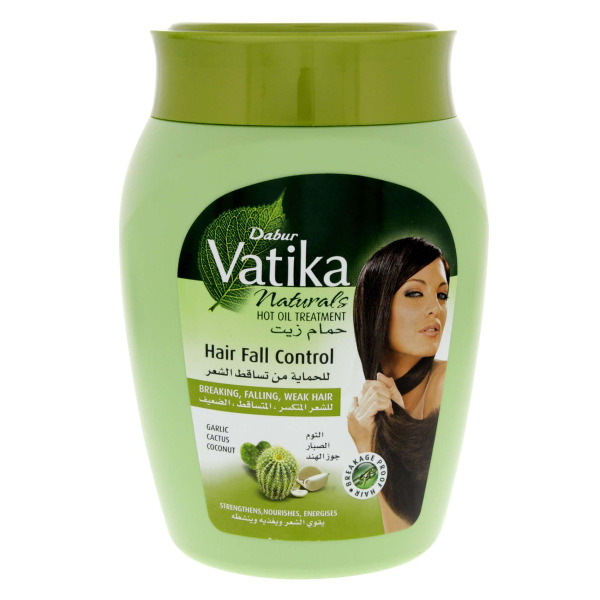 Dabur
Vatika
Naturals
HOT OIL TREATMENT
حمام زيت
Hair Fall Control
للحماية من تساقط الشعر
BREAKING, FALLING, WEAK HAIR
للشعر المتكسر، المتساقط، الضعيف
GARLIC
CACTUS
COCONUT
الثوم
الصبار
جوز الهند
BREAKAGE PROOF HAIR
STRENGTHENS, NOURISHES, ENERGISES
يقوي الشعر ويغذيه وينشطه